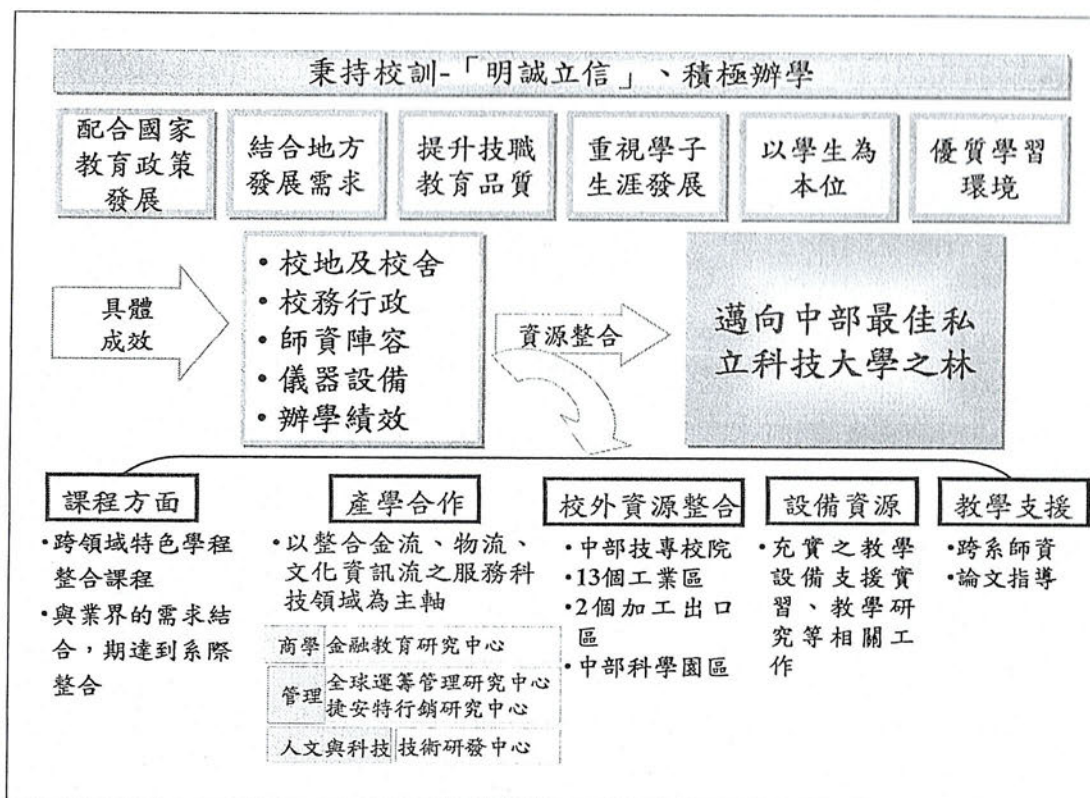 秉持校訓-「明誠立信」、積極辦學
配合國家
教育政策
發展
結合地方
發展需求
提升技職
教育品質
重視學子
生涯發展
以學生為
本位
優質學習
環境
具體
成效
•校地及校舍
•校務行政
•師資陣容
•儀器設備
•辦學績效
資源整合
邁向中部最佳私
立科技大學之林
課程方面
•跨領域特色學程
整合課程
•與業界的需求結
合,期達到系際
整合
產學合作
•以整合金流、物流、
文化資訊流之服務科
技領域為主軸
商學 金融教育研究中心
管理 全球運籌管理研究中心
捷安特行銷研究中心
人文與科技 技術研發中心
校外資源整合
•中部技專校院
•13個工業區
•2個加工出口
區
•中部科學園區
設備資源
•充實之教學
設備支援實
習、教學研
究等相關工
作
教學支援
•跨系師資
•論文指導